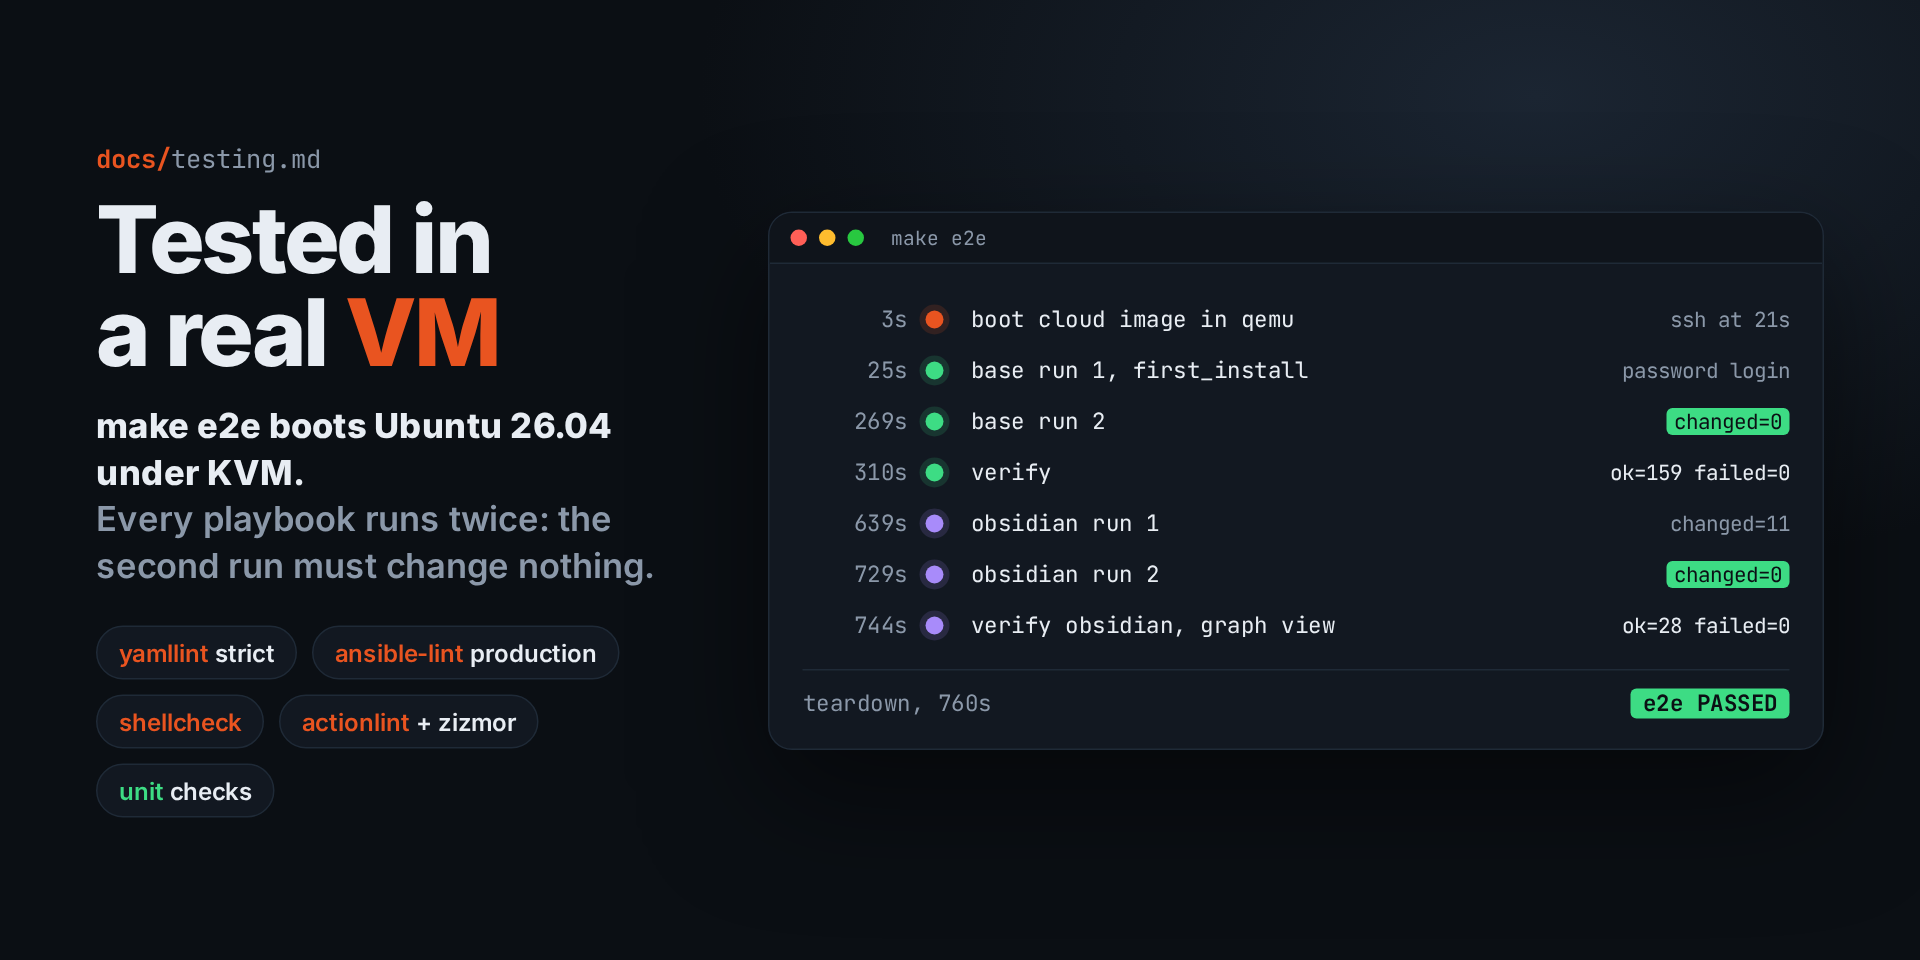 docs/testing.md
Tested in
a real VM
make e2e boots Ubuntu 26.04
under KVM.
Every playbook runs twice: the
second run must change nothing.
yamllint strict
ansible-lint production
shellcheck
actionlint + zizmor
unit checks
make e2e
3s boot cloud image in qemu ssh at 21s
25s base run 1, first_install password login
269s base run 2 changed=0
310s verify ok=159 failed=0
639s obsidian run 1 changed=11
729s obsidian run 2 changed=0
744s verify obsidian, graph view ok=28 failed=0
teardown, 760s e2e PASSED